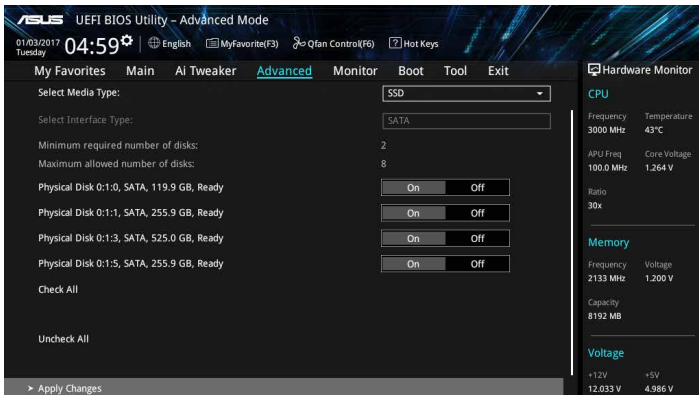 ASUS UEFI BIOS Utility – Advanced Mode
01/03/2017 Tuesday 04:59 English MyFavorite(F3) Qfan Control(F6) ? Hot Keys
My Favorites Main Ai Tweaker Advanced Monitor Boot Tool Exit
Select Media Type: SSD
Select Interface Type: SATA
Minimum required number of disks: 2
Maximum allowed number of disks: 8
Physical Disk 0:1:0, SATA, 119.9 GB, Ready On Off
Physical Disk 0:1:1, SATA, 255.9 GB, Ready On Off
Physical Disk 0:1:3, SATA, 525.0 GB, Ready On Off
Physical Disk 0:1:5, SATA, 255.9 GB, Ready On Off
Check All
Uncheck All
> Apply Changes
Hardware Monitor
CPU
Frequency Temperature
3000 MHz 43°C
APU Freq Core Voltage
100.0 MHz 1.264 V
Ratio
30x
Memory
Frequency Voltage
2133 MHz 1.200 V
Capacity
8192 MB
Voltage
+12V +5V
12.033 V 4.986 V